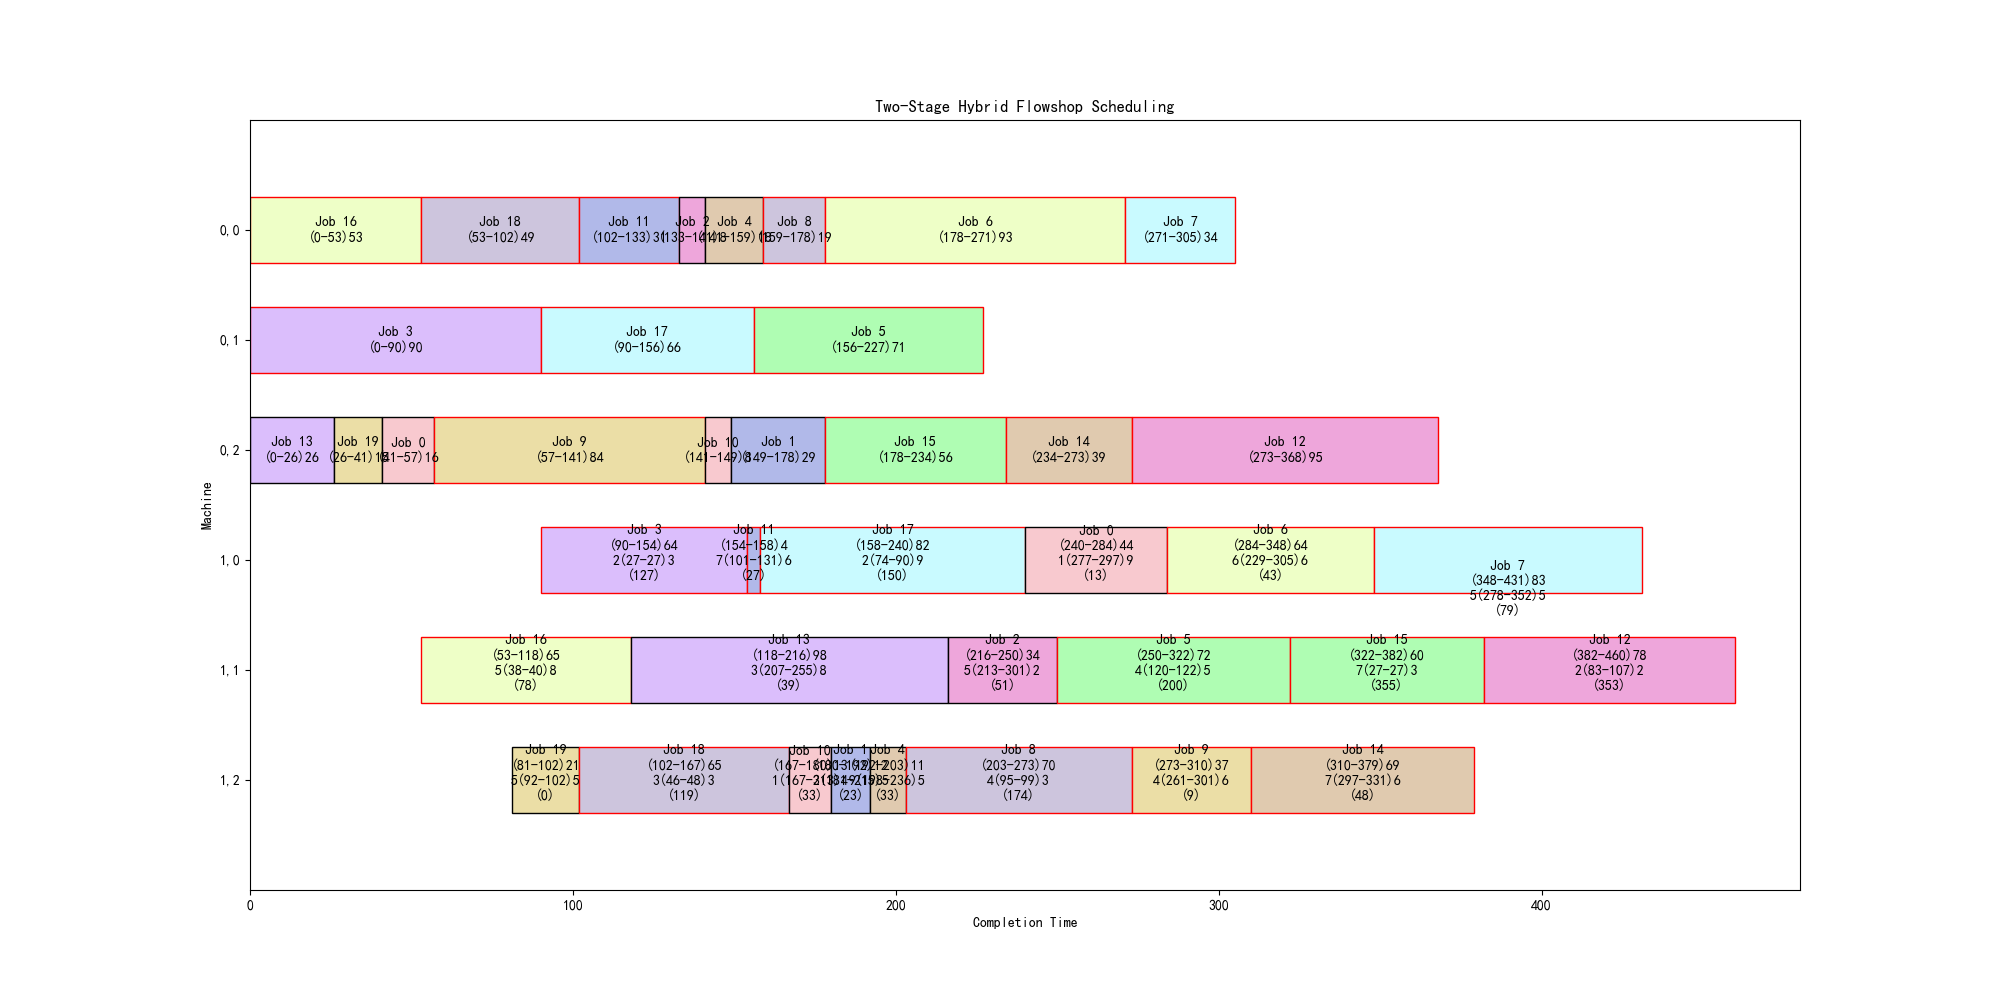 Two-Stage Hybrid Flowshop Scheduling
Machine
0,0
Job 16
(0-53)53
Job 18
(53-102)49
Job 11
(102-133)31
Job 2
(133-141)8
Job 4
(141-159)18
Job 8
(159-178)19
Job 6
(178-271)93
Job 7
(271-305)34
0,1
Job 3
(0-90)90
Job 17
(90-156)66
Job 5
(156-227)71
0,2
Job 13
(0-26)26
Job 19
(26-41)15
Job 0
(41-57)16
Job 9
(57-141)84
Job 10
(141-149)8
Job 1
(149-178)29
Job 15
(178-234)56
Job 14
(234-273)39
Job 12
(273-368)95
1,0
Job 3
(90-154)64
2(27-27)3
(127)
Job 11
(154-158)4
7(101-131)6
(27)
Job 17
(158-240)82
2(74-90)9
(150)
Job 0
(240-284)44
1(277-297)9
(13)
Job 6
(284-348)64
6(229-305)6
(43)
Job 7
(348-431)83
5(278-352)5
(79)
1,1
Job 16
(53-118)65
5(38-40)8
(78)
Job 13
(118-216)98
3(207-255)8
(39)
Job 2
(216-250)34
5(213-301)2
(51)
Job 5
(250-322)72
4(120-122)5
(200)
Job 15
(322-382)60
7(27-27)3
(355)
Job 12
(382-460)78
2(83-107)2
(353)
1,2
Job 19
(81-102)21
5(92-102)5
(0)
Job 18
(102-167)65
3(46-48)3
(119)
Job 10
(167-180)13
(33)
Job 1
(180-192)12
(23)
Job 4
(192-203)11
(33)
Job 8
(203-273)70
4(95-99)3
(174)
Job 9
(273-310)37
4(261-301)6
(9)
Job 14
(310-379)69
7(297-331)6
(48)
0
100
200
300
400
Completion Time